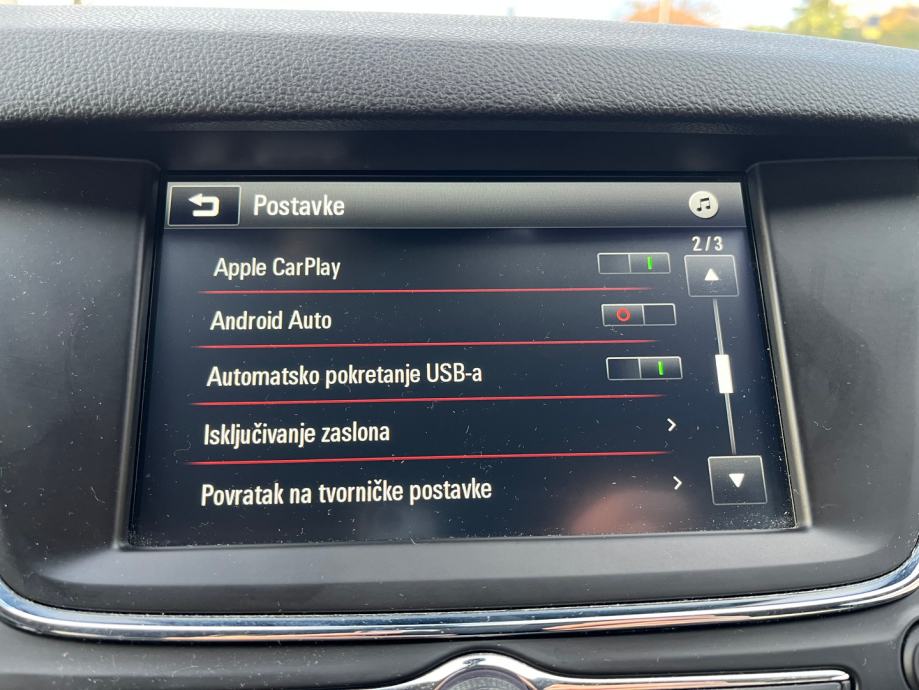 Postavke
2/3
Apple CarPlay
Android Auto
Automatsko pokretanje USB-a
Isključivanje zaslona
Povratak na tvorničke postavke